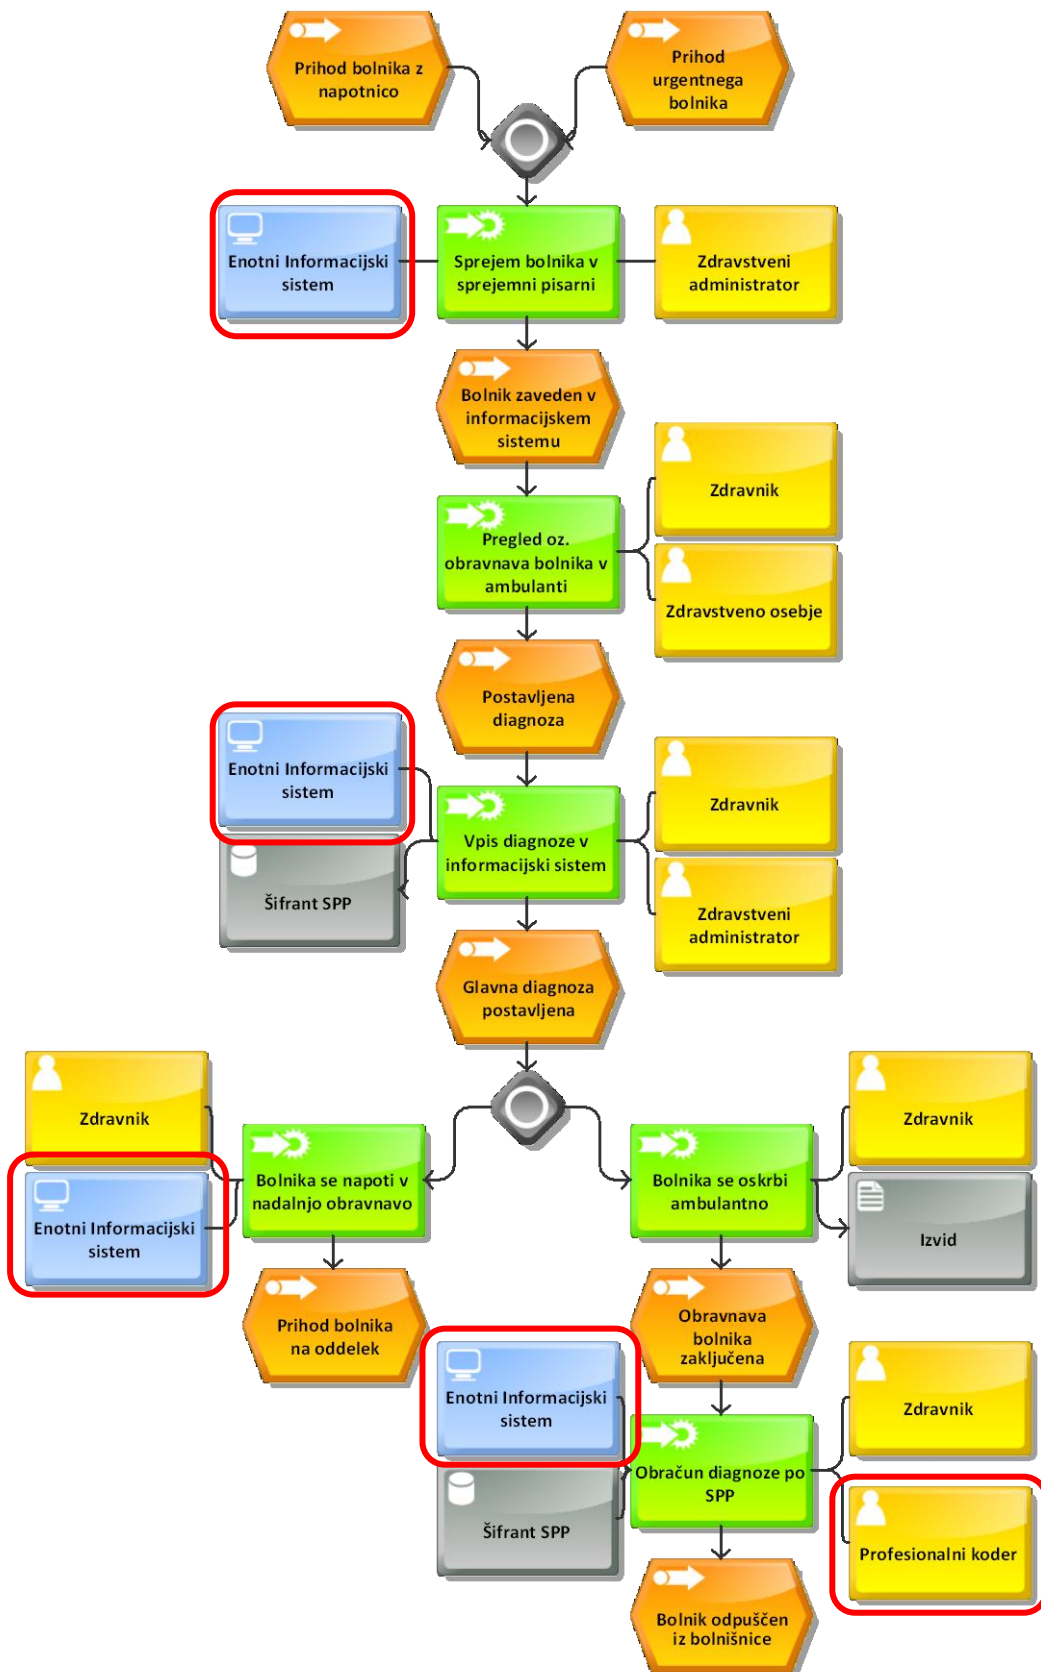 Prihod bolnika z
napotnico
Prihod
urgentnega
bolnika
Enotni Informacijski
sistem
Sprejem bolnika v
sprejemni pisarni
Zdravstveni
administrator
Bolnik zaveden v
informacijskem
sistemu
Zdravnik
Pregled oz.
obravnava bolnika v
ambulanti
Zdravstveno osebje
Postavljena
diagnoza
Enotni Informacijski
sistem
Zdravnik
Vpis diagnoze v
informacijski sistem
Šifrant SPP
Zdravstveni
administrator
Glavna diagnoza
postavljena
Zdravnik
Zdravnik
Bolnika se napoti v
nadalnjo obravnavo
Bolnika se oskrbi
ambulantno
Enotni Informacijski
sistem
Izvid
Prihod bolnika
na oddelek
Obravnava
bolnika
zaključena
Enotni Informacijski
sistem
Zdravnik
Obračun diagnoze po
SPP
Šifrant SPP
Profesionalni koder
Bolnik odpuščen
iz bolnišnice